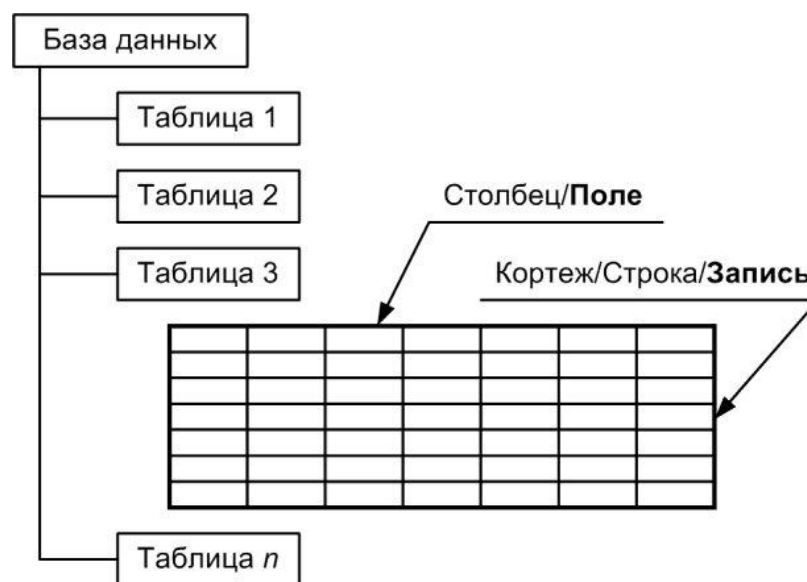 База данных
Таблица 1
Таблица 2
Столбец/Поле
Таблица 3
Кортеж/Строка/Запись
Таблица n